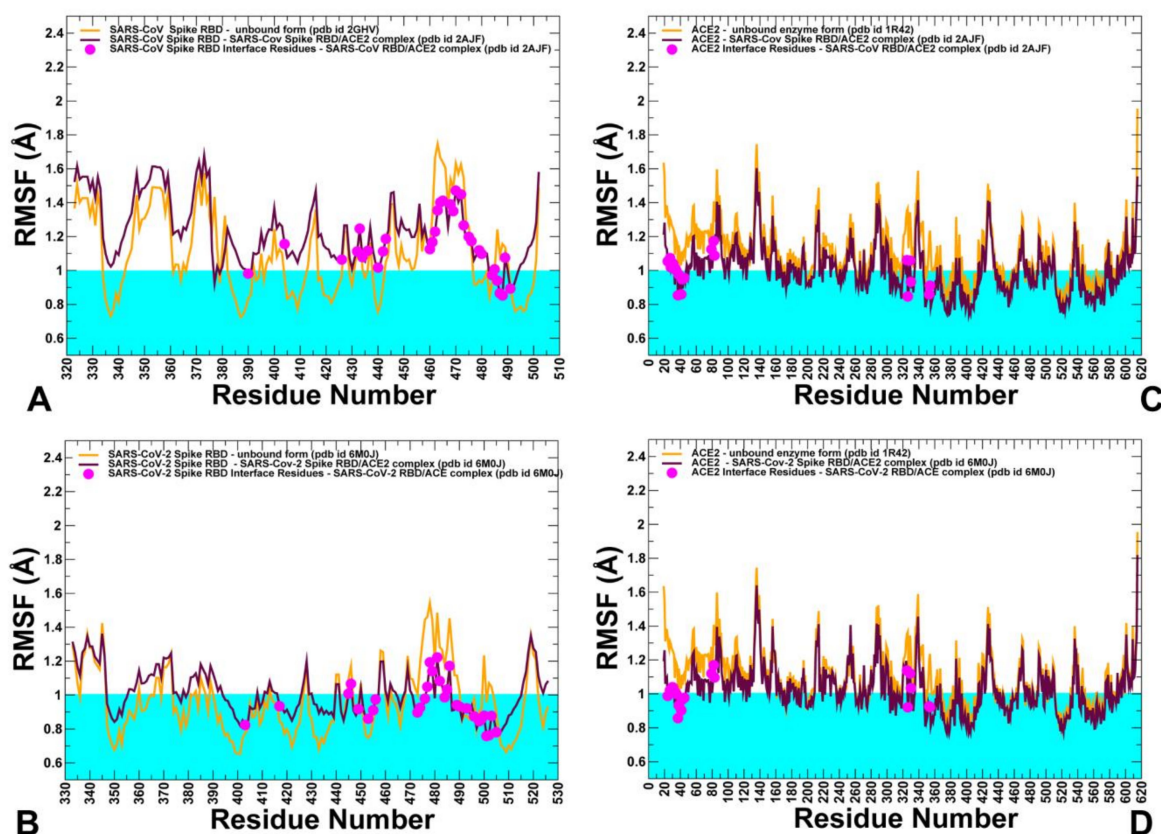 SARS-CoV Spike RBD - unbound form (pdb id 2GHV)
SARS-CoV Spike RBD - SARS-CoV Spike RBD/ACE2 complex (pdb id 2AJF)
SARS-CoV Spike RBD Interface Residues - SARS-CoV RBD/ACE2 complex (pdb id 2AJF)
2.4
2.2
2
1.8
1.6
1.4
1.2
1
0.8
0.6
RMSF (Å)
320 330 340 350 360 370 380 390 400 410 420 430 440 450 460 470 480 490 500 510
Residue Number
A
ACE2 - unbound enzyme form (pdb id 1R42)
ACE2 - SARS-Cov Spike RBD/ACE2 complex (pdb id 2AJF)
ACE2 Interface Residues - SARS-CoV RBD/ACE2 complex (pdb id 2AJF)
2.4
2.2
2
1.8
1.6
1.4
1.2
1
0.8
0.6
RMSF (Å)
0 20 40 60 80 100 120 140 160 180 200 220 240 260 280 300 320 340 360 380 400 420 440 460 480 500 520 540 560 580 600 620
Residue Number
C
SARS-CoV-2 Spike RBD - unbound form (pdb id 6M0J)
SARS-CoV-2 Spike RBD - SARS-Cov-2 Spike RBD/ACE2 complex (pdb id 6M0J)
SARS-CoV-2 Spike RBD Interface Residues - SARS-CoV-2 RBD/ACE complex (pdb id 6M0J)
2.4
2.2
2
1.8
1.6
1.4
1.2
1
0.8
0.6
RMSF (Å)
330 340 350 360 370 380 390 400 410 420 430 440 450 460 470 480 490 500 510 520 530
Residue Number
B
ACE2 - unbound enzyme form (pdb id 1R42)
ACE2 - SARS-Cov-2 Spike RBD/ACE2 complex (pdb id 6M0J)
ACE2 Interface Residues - SARS-CoV-2 RBD/ACE complex (pdb id 6M0J)
2.4
2.2
2
1.8
1.6
1.4
1.2
1
0.8
0.6
RMSF (Å)
0 20 40 60 80 100 120 140 160 180 200 220 240 260 280 300 320 340 360 380 400 420 440 460 480 500 520 540 560 580 600 620
Residue Number
D